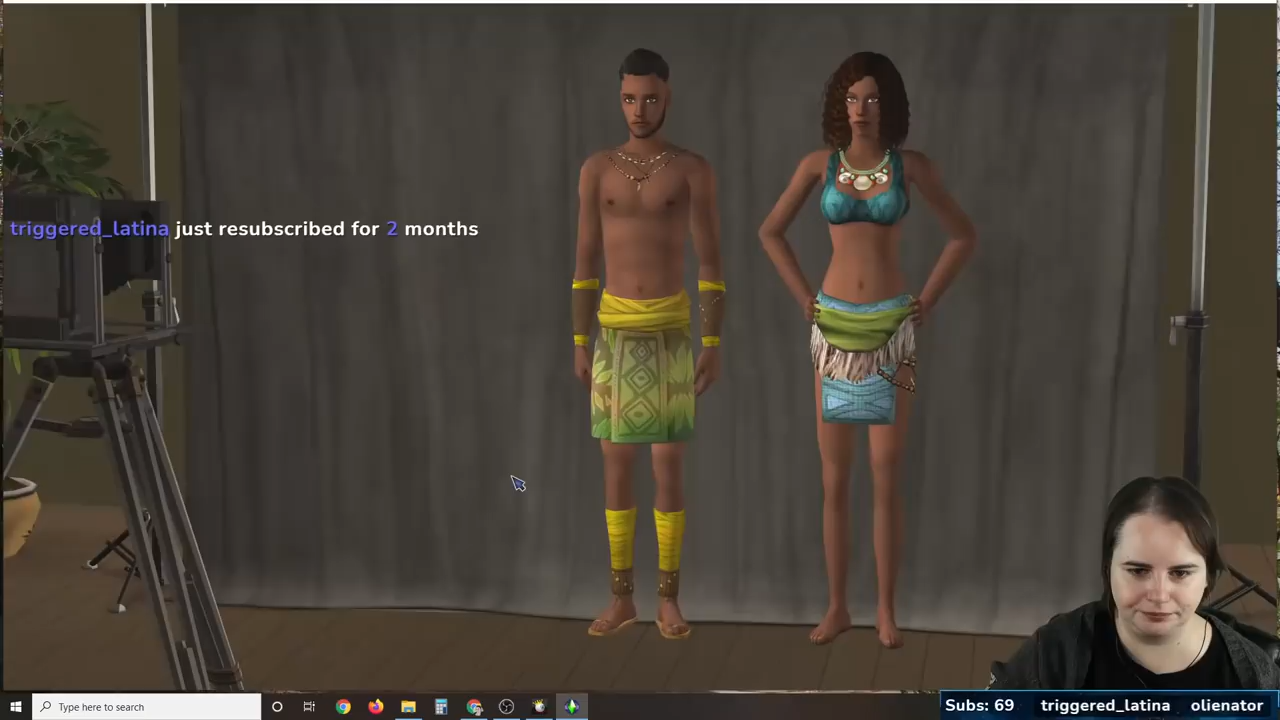 triggered_latina just resubscribed for 2 months
Type here to search
Subs: 69 triggered_latina olienator